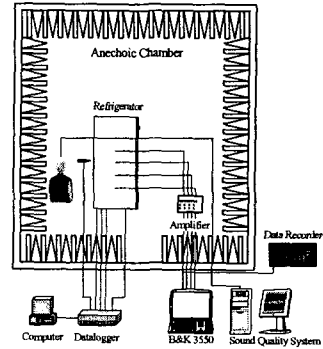 Anechoic Chamber
Refrigerator
Amplifier
Data Recorder
Computer
Datalogger
B&K 3550
Sound Quality System